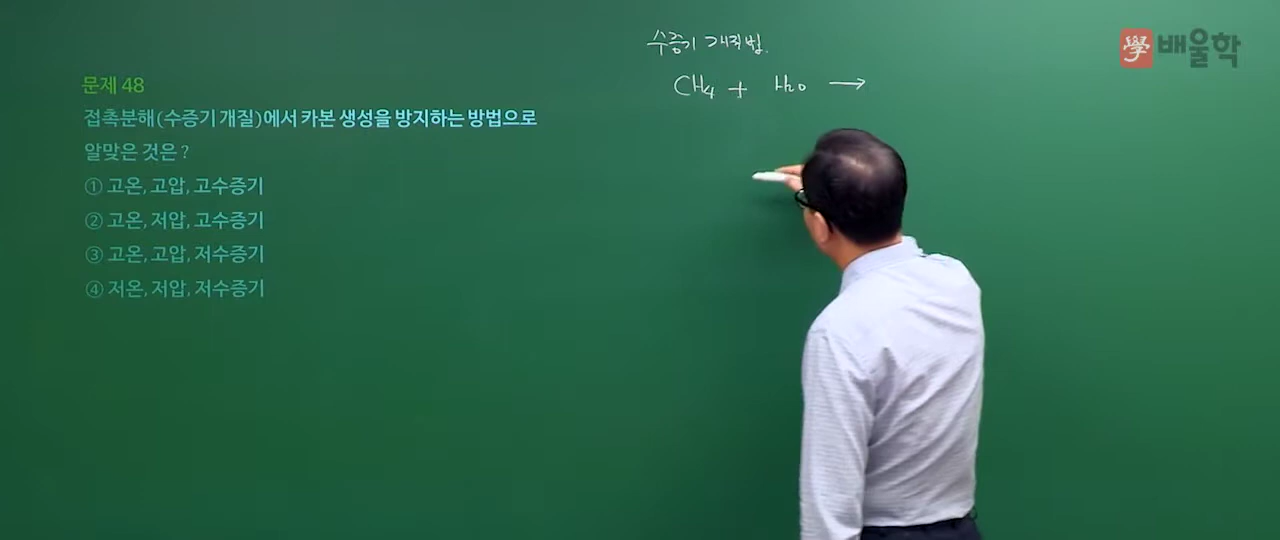 수증기 개질법.
CH4 + H2O →
學 배울학
문제 48
접촉분해(수증기 개질)에서 카본 생성을 방지하는 방법으로
알맞은 것은?
① 고온, 고압, 고수증기
② 고온, 저압, 고수증기
③ 고온, 고압, 저수증기
④ 저온, 저압, 저수증기